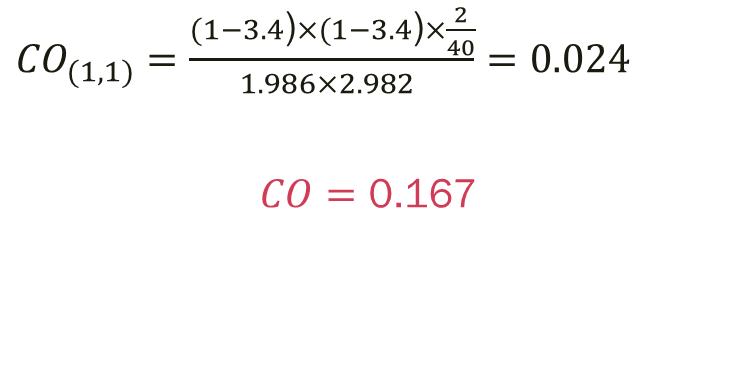 CO(1,1) = (1−3.4)×(1−3.4)×2/40 / 1.986×2.982 = 0.024
CO = 0.167